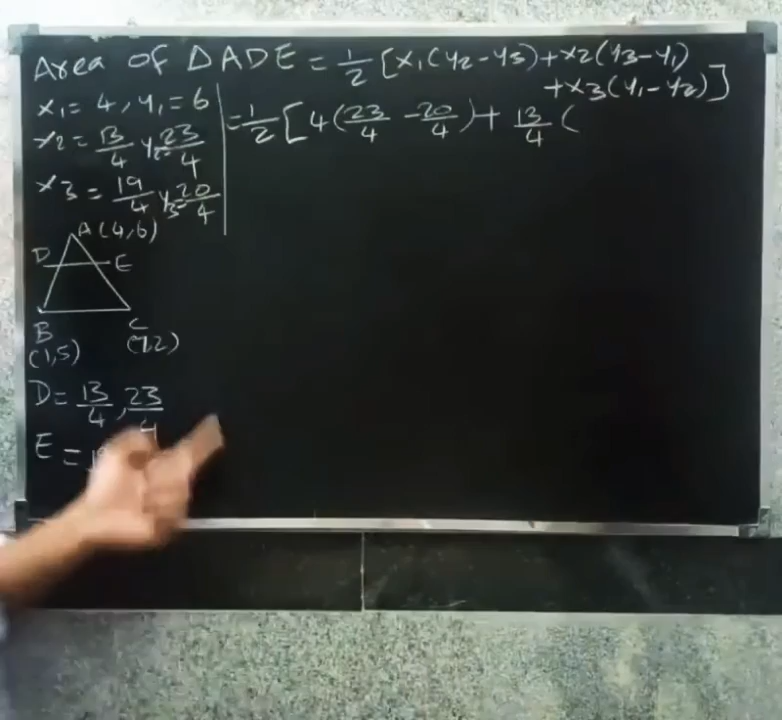 Area OF △ADE = 1/2 [x1(y2-y3)+x2(y3-y1)
+x3(y1-y2)]
x1=4, y1=6
=1/2 [4(23/4 -20/4)+ 13/4 (
x2= 13/4 y2=23/4
x3 = 19/4 y3=20/4
A(4,6)
D E
B C
(1,5) (7,2)
D= 13/4, 23/4
E =